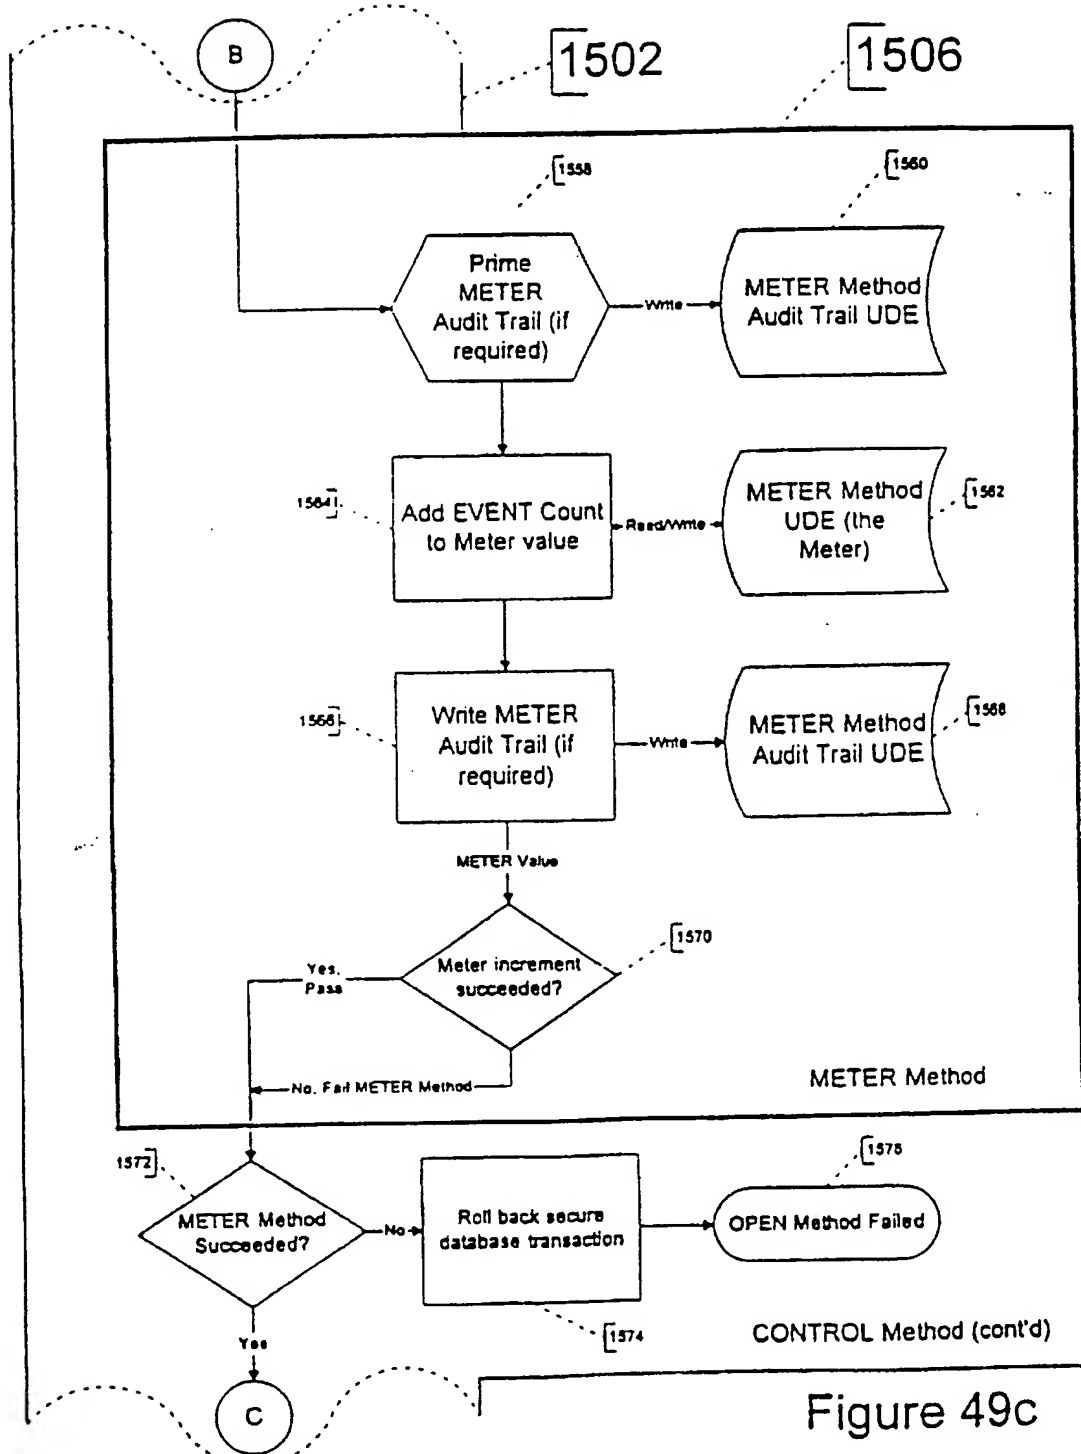 B
1502
1506
1558
1560
Prime
METER
Audit Trail (if
required)
Write
METER Method
Audit Trail UDE
1564
Add EVENT Count
to Meter value
Read/Write
METER Method
UDE (the
Meter)
1562
1566
Write METER
Audit Trail (if
required)
Write
METER Method
Audit Trail UDE
1568
METER Value
Meter increment
succeeded?
1570
Yes.
Pass
No. Fail METER Method
METER Method
1572
METER Method
Succeeded?
No
Roll back secure
database transaction
OPEN Method Failed
1575
1574
Yes
CONTROL Method (cont'd)
C
Figure 49c